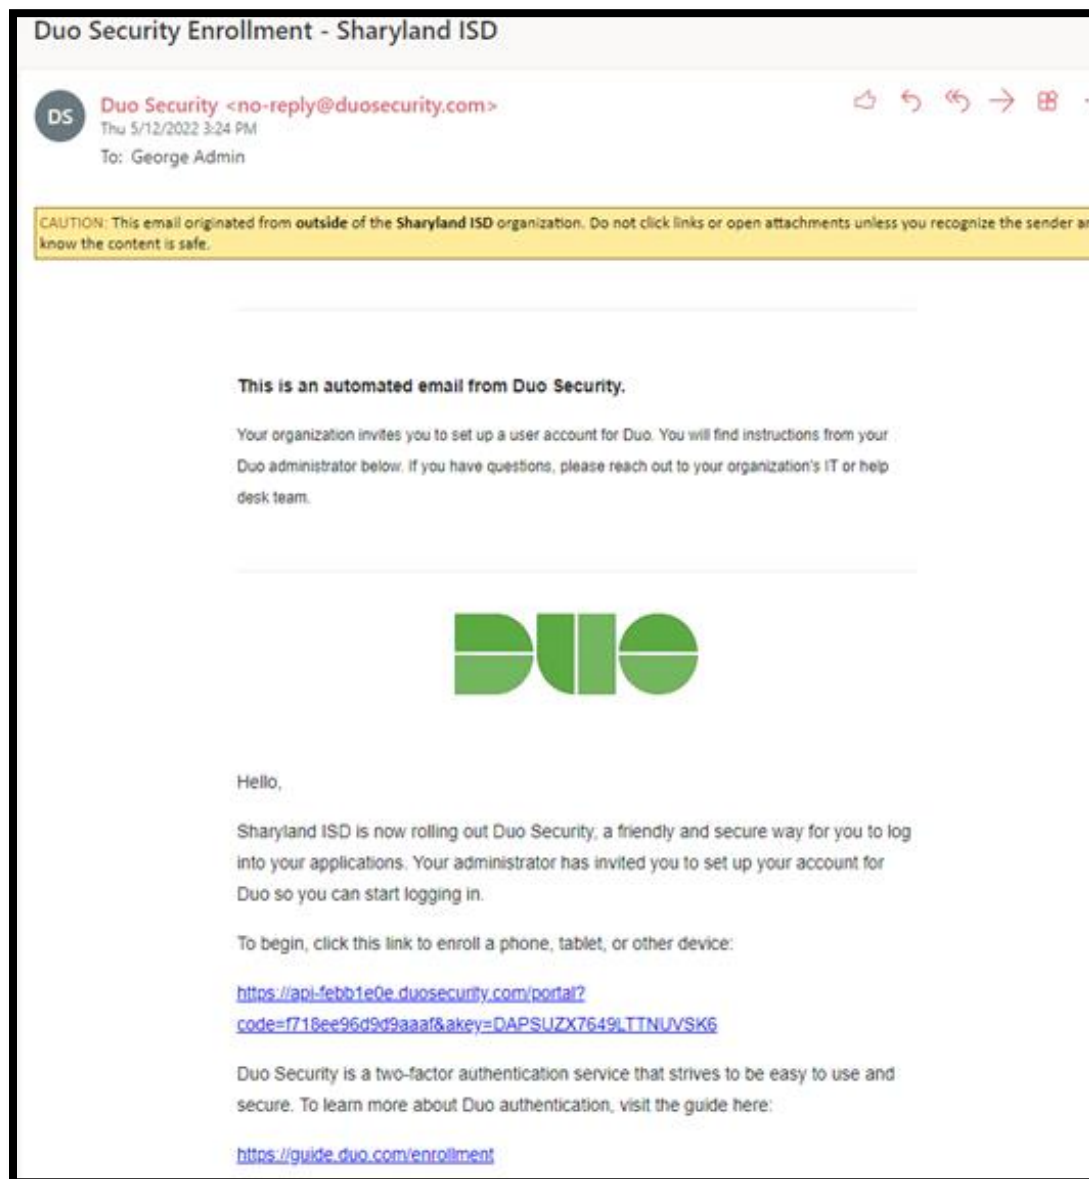 Duo Security Enrollment - Sharyland ISD
DS
Duo Security <no-reply@duosecurity.com>
Thu 5/12/2022 3:24 PM
To: George Admin
CAUTION: This email originated from outside of the Sharyland ISD organization. Do not click links or open attachments unless you recognize the sender
know the content is safe.
This is an automated email from Duo Security.
Your organization invites you to set up a user account for Duo. You will find instructions from your
Duo administrator below. If you have questions, please reach out to your organization's IT or help
desk team.
DUO
Hello,
Sharyland ISD is now rolling out Duo Security, a friendly and secure way for you to log
into your applications. Your administrator has invited you to set up your account for
Duo so you can start logging in.
To begin, click this link to enroll a phone, tablet, or other device:
https://api-febb1e0e.duosecurity.com/portal?
code=f718ee96d9d9aaaf&akey=DAPSUZX7649LTTNUVSK6
Duo Security is a two-factor authentication service that strives to be easy to use and
secure. To learn more about Duo authentication, visit the guide here:
https://guide.duo.com/enrollment